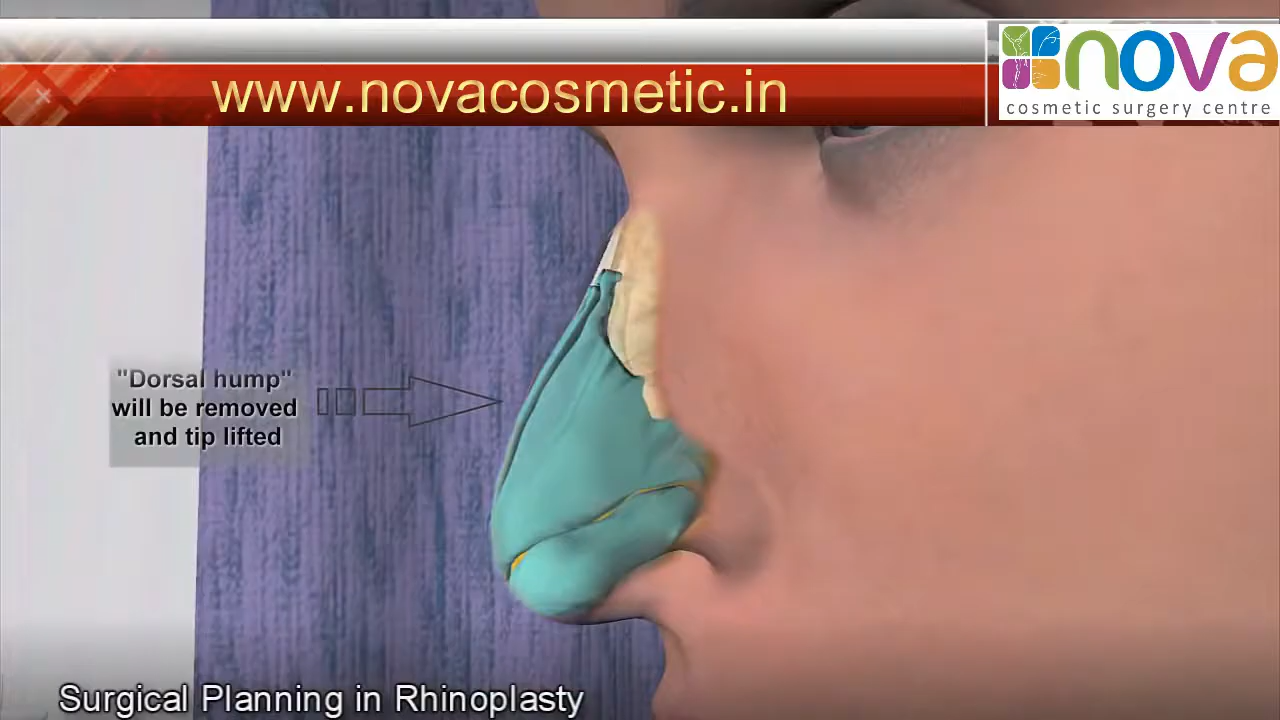 www.novacosmetic.in
nova
cosmetic surgery centre
"Dorsal hump"
will be removed
and tip lifted
Surgical Planning in Rhinoplasty